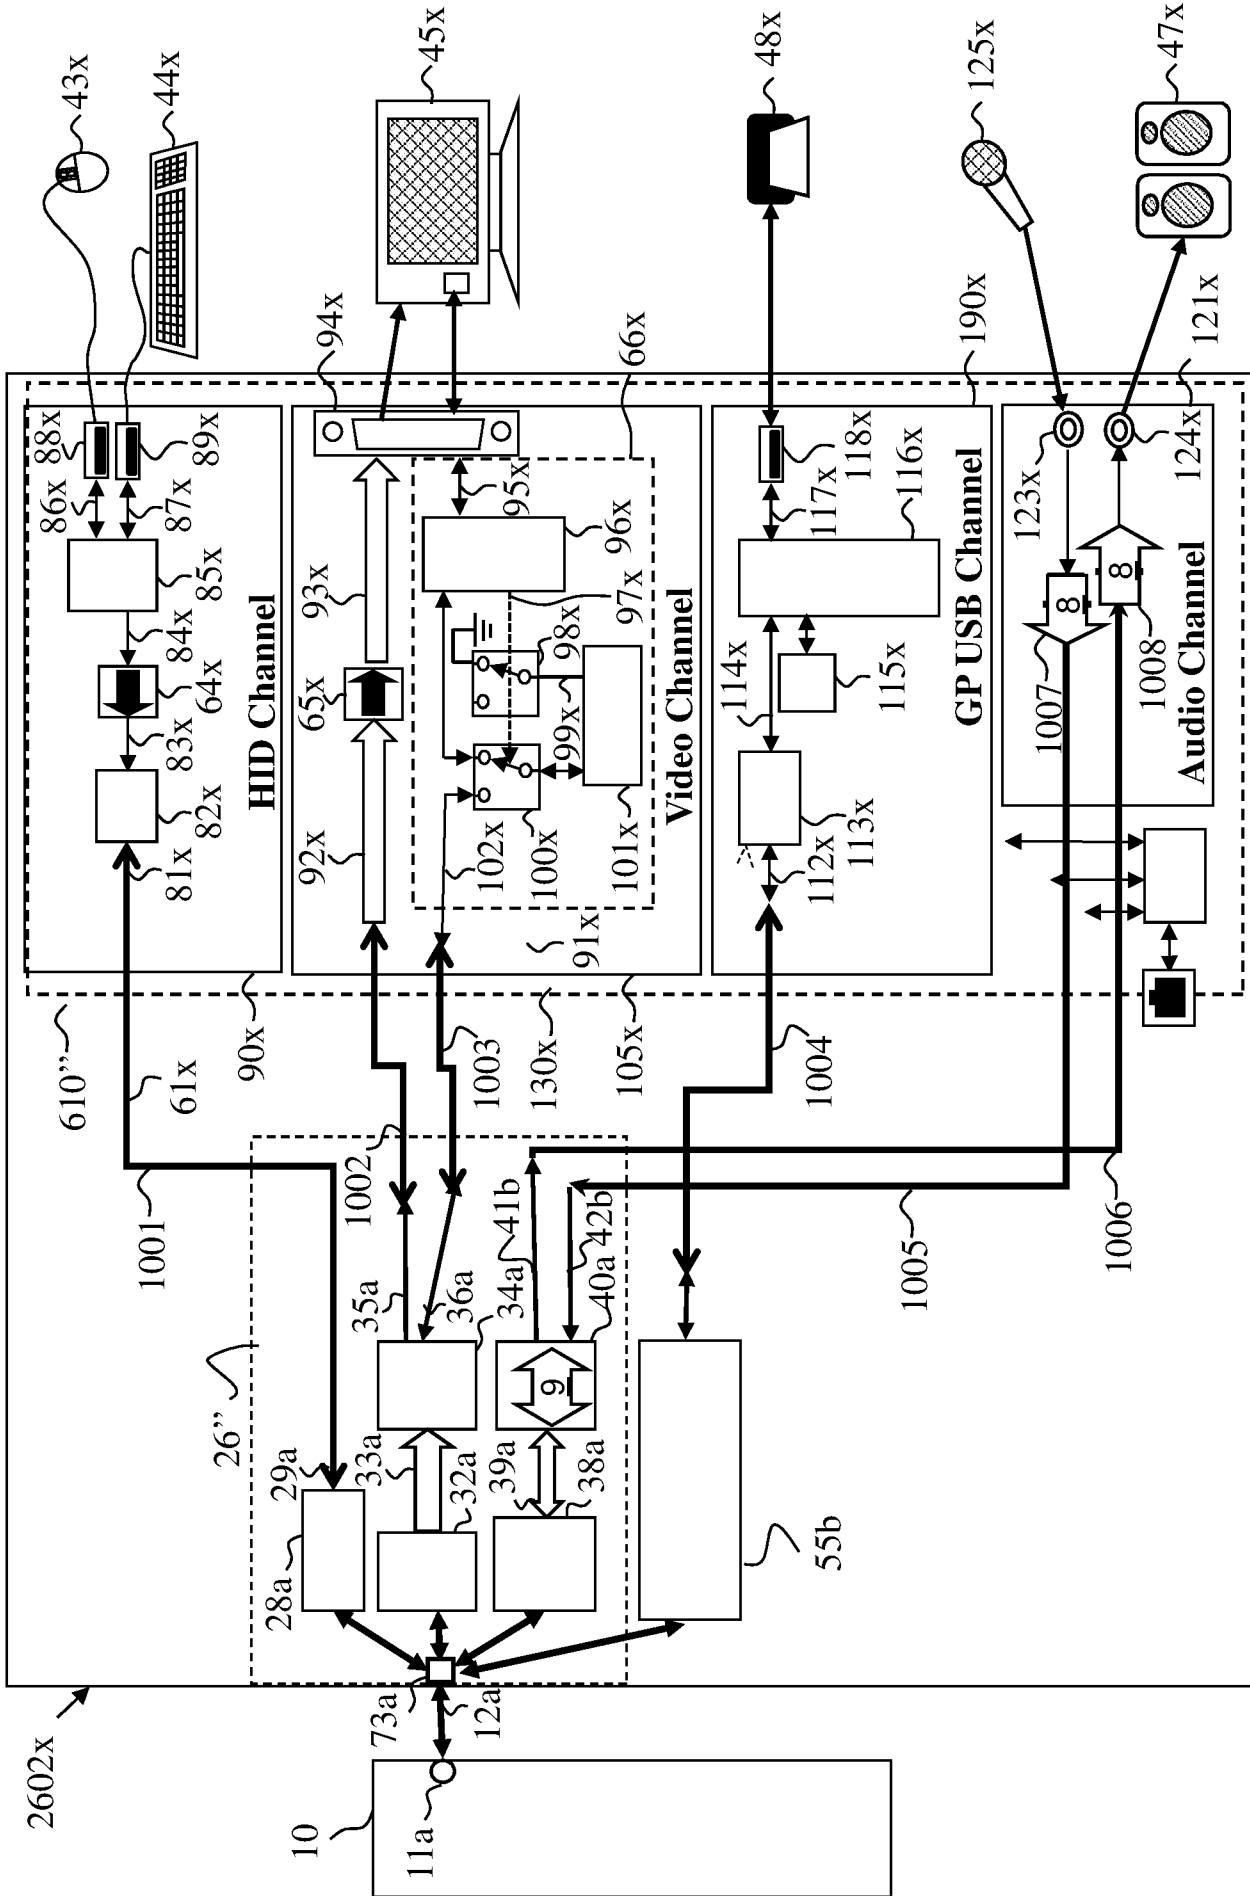 2602x
10
610”
90x
43x
88x
86x
1001
61x
81x
44x
89x
87x
85x
84x
64x
83x
82x
HID Channel
26”
28a
29a
73a
11a
12a
1002
35a
33a
32a
36a
34a
1003
92x
65x
93x
94x
45x
102x
100x
95x
96x
97x
98x
99x
101x
91x
66x
Video Channel
105x
130x
39a
38a
41b
42b
40a
9
55b
1004
48x
114x
112x
113x
115x
117x
118x
116x
190x
GP USB Channel
125x
123x
1005
1007
8
8
1006
1008
124x
121x
47x
Audio Channel